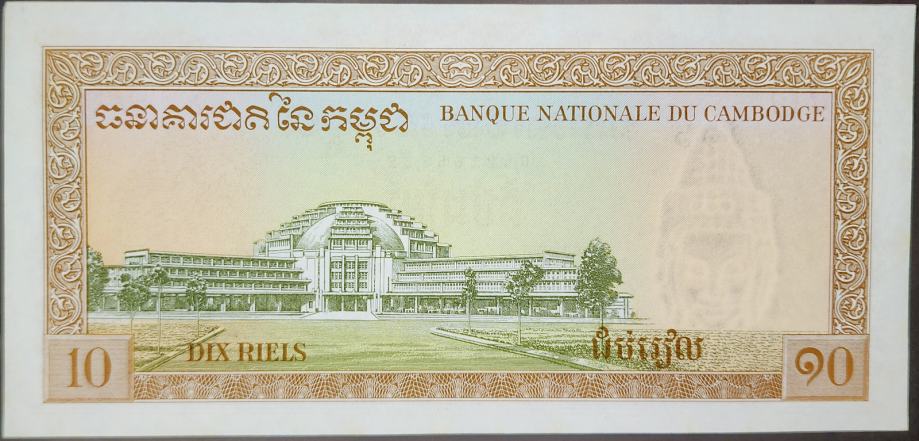 ធនាគារជាតិនៃកម្ពុជា
BANQUE NATIONALE DU CAMBODGE
DIX RIELS
ដប់រៀល
10
១០